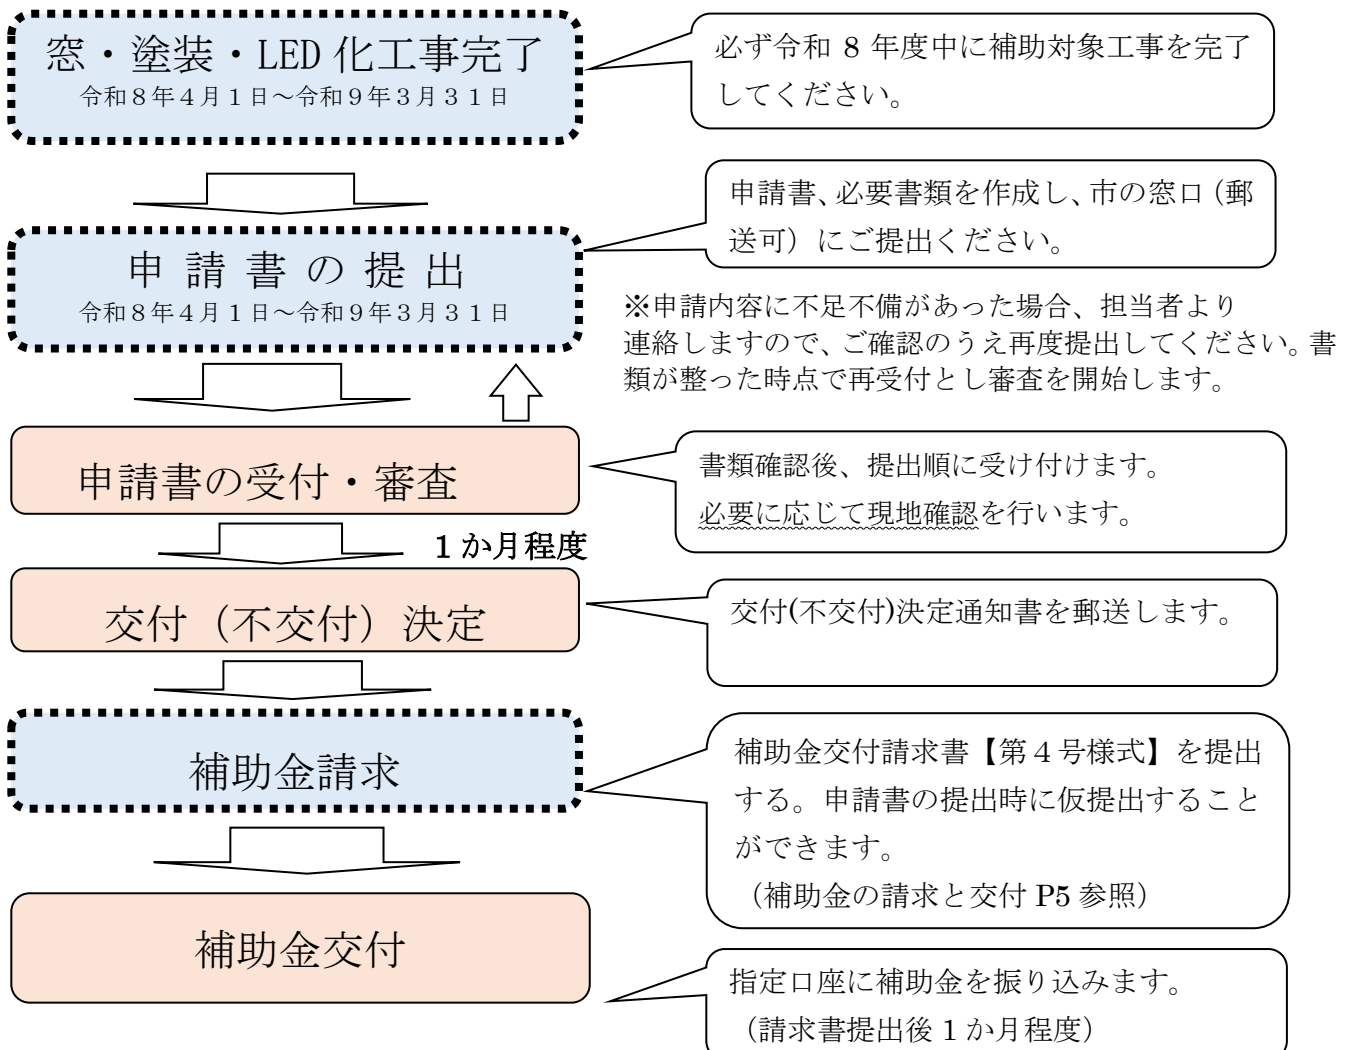 窓・塗装・LED 化工事完了
令和８年４月１日～令和９年３月３１日
必ず令和 8 年度中に補助対象工事を完了
してください。
申請書、必要書類を作成し、市の窓口（郵
送可）にご提出ください。
申 請 書 の 提 出
令和８年４月１日～令和９年３月３１日
※申請内容に不足不備があった場合、担当者より
連絡しますので、ご確認のうえ再度提出してください。書
類が整った時点で再受付とし審査を開始します。
申請書の受付・審査
書類確認後、提出順に受け付けます。
必要に応じて現地確認を行います。
１か月程度
交付（不交付）決定
交付(不交付)決定通知書を郵送します。
補助金請求
補助金交付請求書【第４号様式】を提出
する。申請書の提出時に仮提出すること
ができます。
（補助金の請求と交付 P5 参照）
補助金交付
指定口座に補助金を振り込みます。
（請求書提出後 1 か月程度）